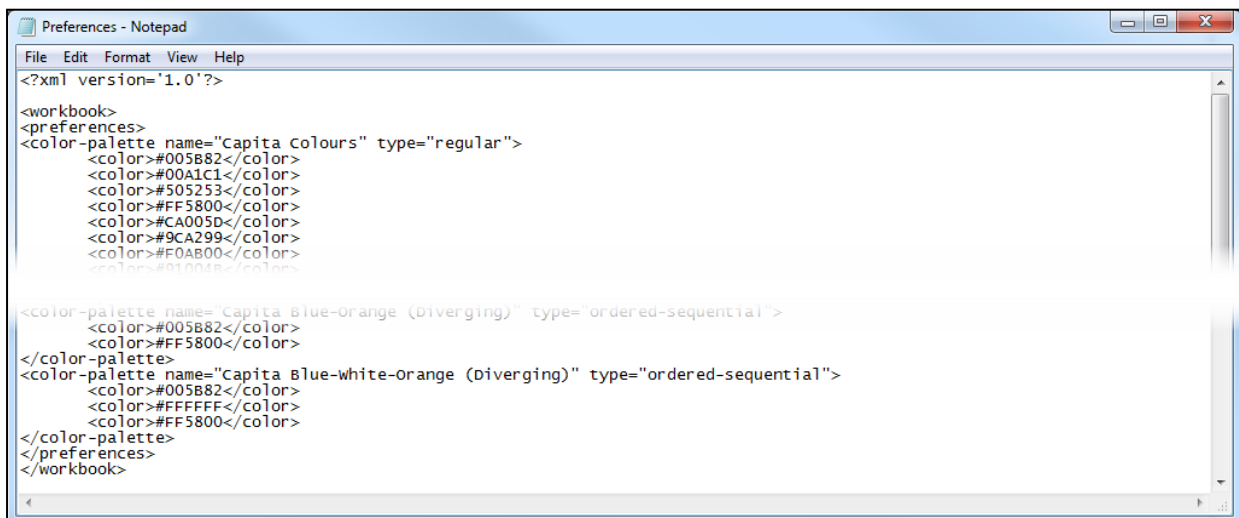 Preferences - Notepad
File Edit Format View Help
<?xml version='1.0'?>
<workbook>
<preferences>
<color-palette name="Capita Colours" type="regular">
<color>#005B82</color>
<color>#00A1C1</color>
<color>#505253</color>
<color>#FF5800</color>
<color>#CA005D</color>
<color>#9CA299</color>
<color>#F0AB00</color>
<color>#91004B</color>
<color-palette name="Capita Blue-Orange (Diverging)" type="ordered-sequential">
<color>#005B82</color>
<color>#FF5800</color>
</color-palette>
<color-palette name="Capita Blue-White-Orange (Diverging)" type="ordered-sequential">
<color>#005B82</color>
<color>#FFFFFF</color>
<color>#FF5800</color>
</color-palette>
</preferences>
</workbook>